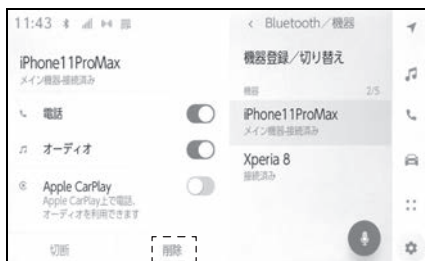 11:43
iPhone11ProMax
メイン機器-接続済み
電話
オーディオ
Apple CarPlay
Apple CarPlay上で電話、
オーディオを利用できます
切断
削除
< Bluetooth／機器
機器登録／切り替え
機器 2/5
iPhone11ProMax
メイン機器-接続済み
Xperia 8
接続済み